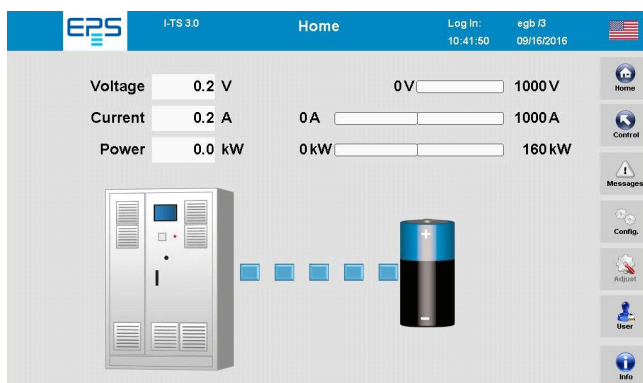 EPS
I-TS 3.0
Home
Log In: egb /3
10:41:50 09/16/2016
Voltage 0.2 V 0 V 1000 V
Current 0.2 A 0 A 1000 A
Power 0.0 kW 0 kW 160 kW
Home
Control
Messages
Config.
Adjust
User
Info